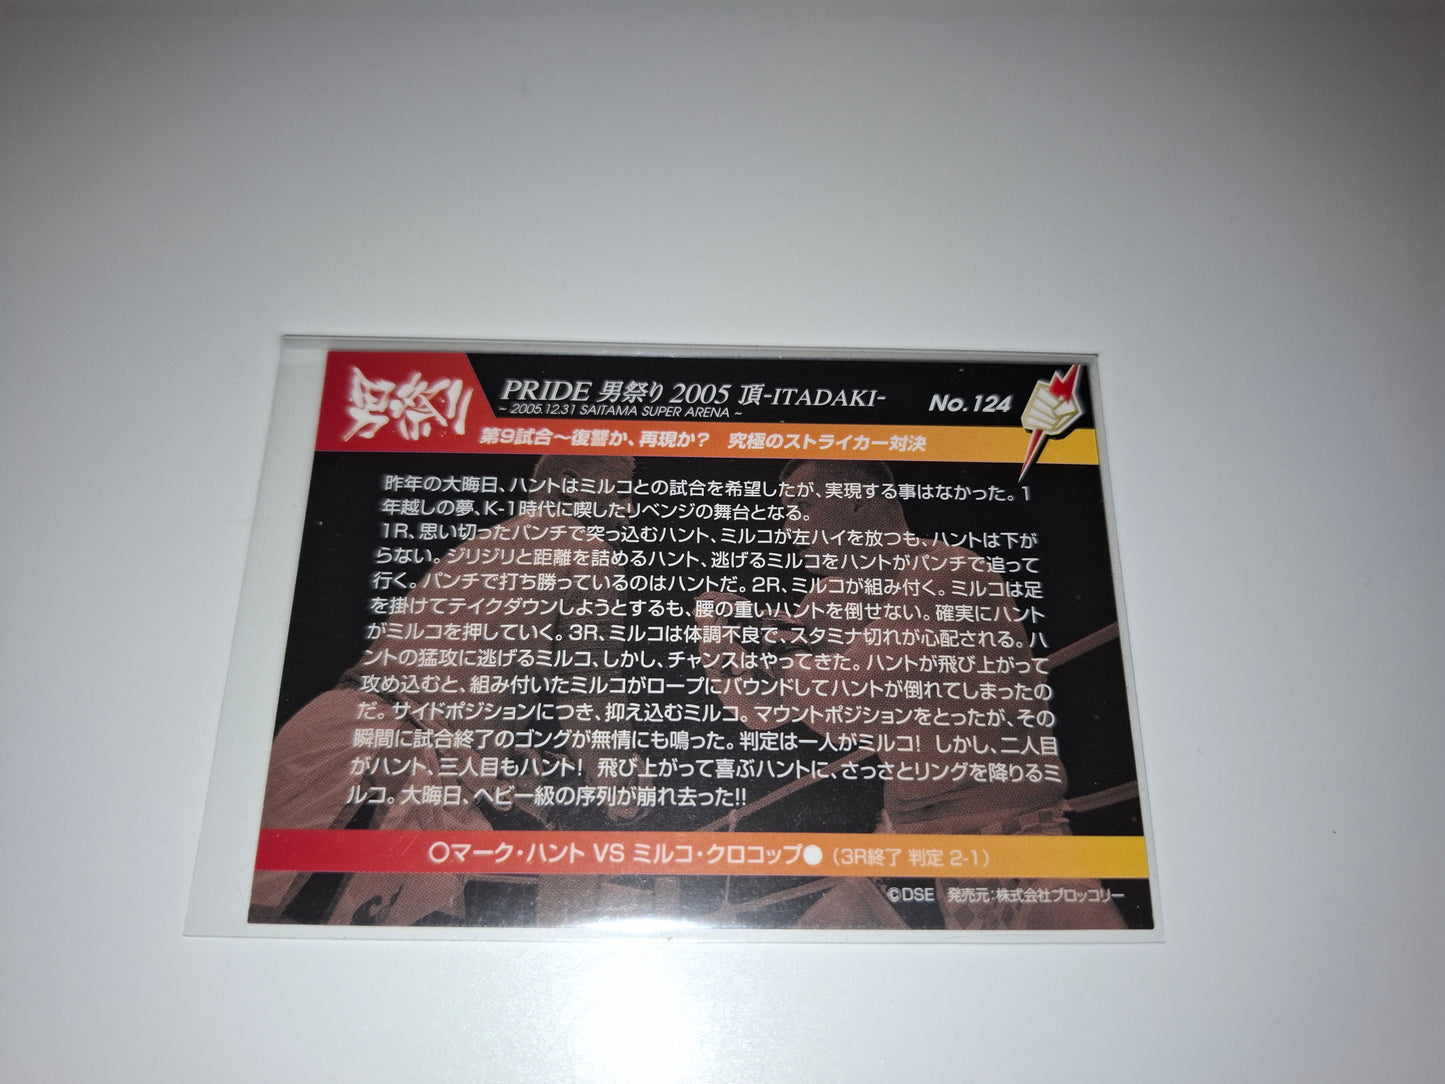 男祭り
PRIDE 男祭り 2005 頂-ITADAKI-
~ 2005.12.31 SAITAMA SUPER ARENA ~
No.124
第9試合～復讐か、再現か？ 究極のストライカー対決
昨年の大晦日、ハントはミルコとの試合を希望したが、実現する事はなかった。1
年越しの夢、K-1時代に喫したリベンジの舞台となる。
1R、思い切ったパンチで突っ込むハント、ミルコが左ハイを放つも、ハントは下が
らない。ジリジリと距離を詰めるハント、逃げるミルコをハントがパンチで追って
行く。パンチで打ち勝っているのはハントだ。2R、ミルコが組み付く。ミルコは足
を掛けてテイクダウンしようとするも、腰の重いハントを倒せない。確実にハント
がミルコを押していく。3R、ミルコは体調不良で、スタミナ切れが心配される。ハ
ントの猛攻に逃げるミルコ、しかし、チャンスはやってきた。ハントが飛び上がって
攻め込むと、組み付いたミルコがロープにバウンドしてハントが倒れてしまったの
だ。サイドポジションにつき、抑え込むミルコ。マウントポジションをとったが、その
瞬間に試合終了のゴングが無情にも鳴った。判定は一人がミルコ！しかし、二人目
がハント、三人目もハント！飛び上がって喜ぶハントに、さっさとリングを降りるミ
ルコ。大晦日、ヘビー級の序列が崩れ去った!!
○マーク・ハント VS ミルコ・クロコップ●（3R終了 判定 2-1）
©DSE 発売元：株式会社ブロッコリー